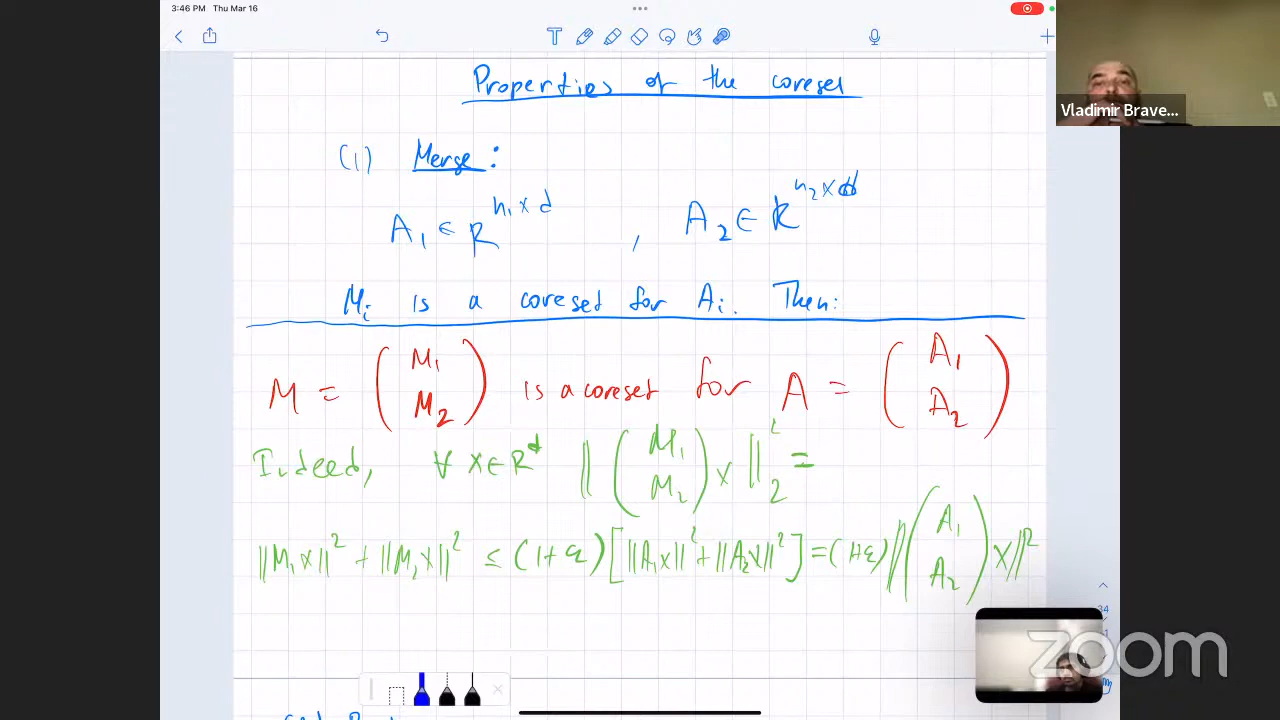 3:46 PM Thu Mar 16
Vladimir Brave...
Properties of the coreset
(1) Merge:
A₁ ∈ R^{n₁ × d} , A₂ ∈ R^{n₂ × d}
Mᵢ is a coreset for Aᵢ. Then:
M = (M₁ M₂) is a coreset for A = (A₁ A₂)
Indeed, ∀ x ∈ R^d ‖(M₁ M₂) x‖₂² =
‖M₁x‖² + ‖M₂x‖² ≤ (1+ε)[‖A₁x‖² + ‖A₂x‖²] = (1+ε)‖(A₁ A₂) x‖²
zoom